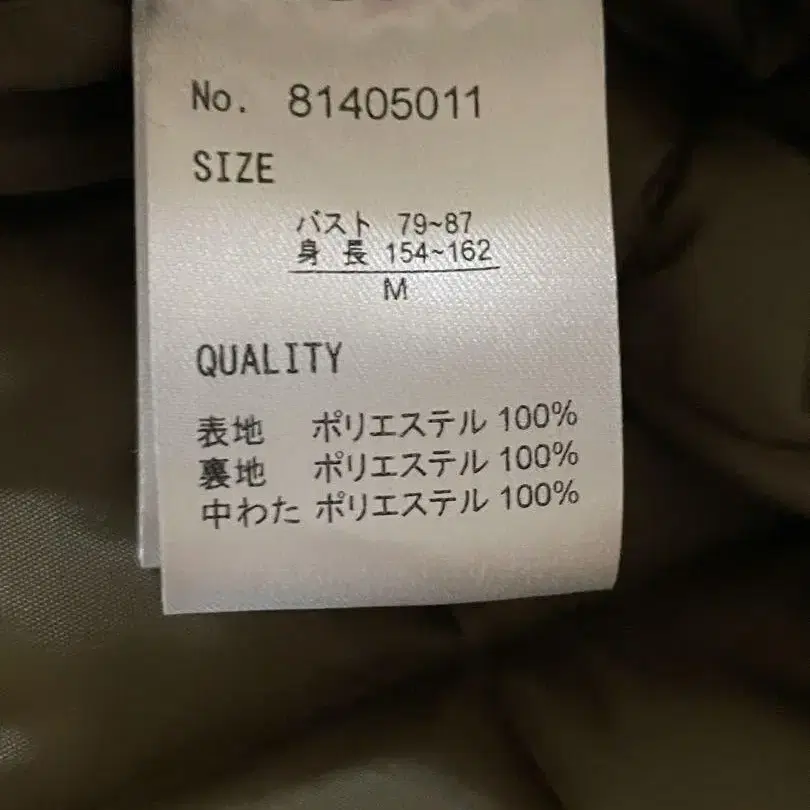 No. 81405011
SIZE
バスト 79~87
身 長 154~162
M
QUALITY
表地 ポリエステル 100%
裏地 ポリエステル 100%
中わた ポリエステル 100%